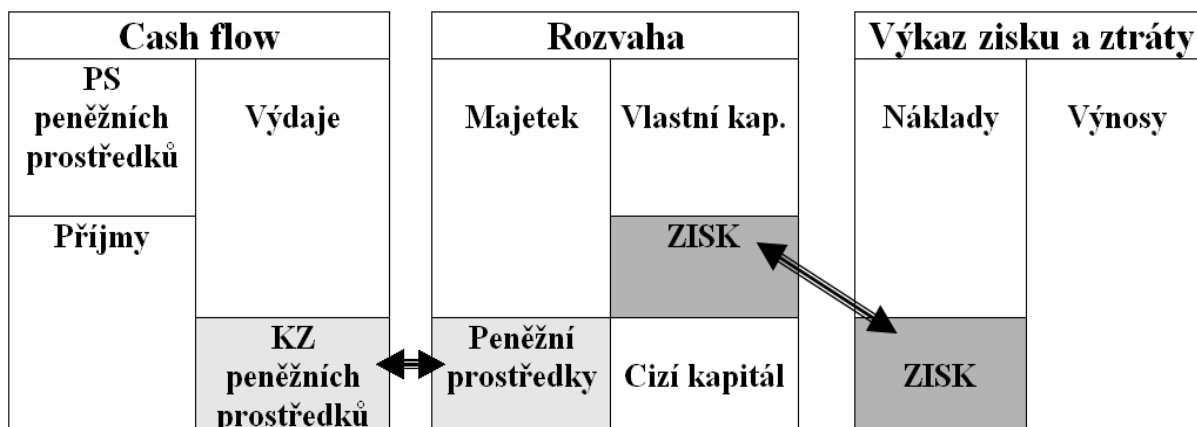 Cash flow
PS
peněžních
prostředků
Výdaje
Příjmy
KZ
peněžních
prostředků
Rozvaha
Majetek
Vlastní kap.
ZISK
Peněžní
prostředky
Cizí kapitál
Výkaz zisku a ztráty
Náklady
Výnosy
ZISK